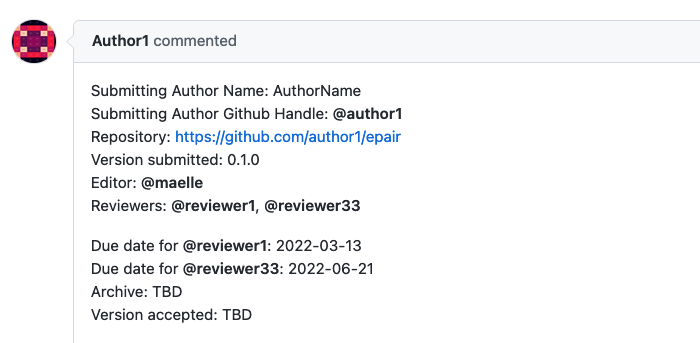 Author1 commented
Submitting Author Name: AuthorName
Submitting Author Github Handle: @author1
Repository: https://github.com/author1/epair
Version submitted: 0.1.0
Editor: @maelle
Reviewers: @reviewer1, @reviewer33
Due date for @reviewer1: 2022-03-13
Due date for @reviewer33: 2022-06-21
Archive: TBD
Version accepted: TBD